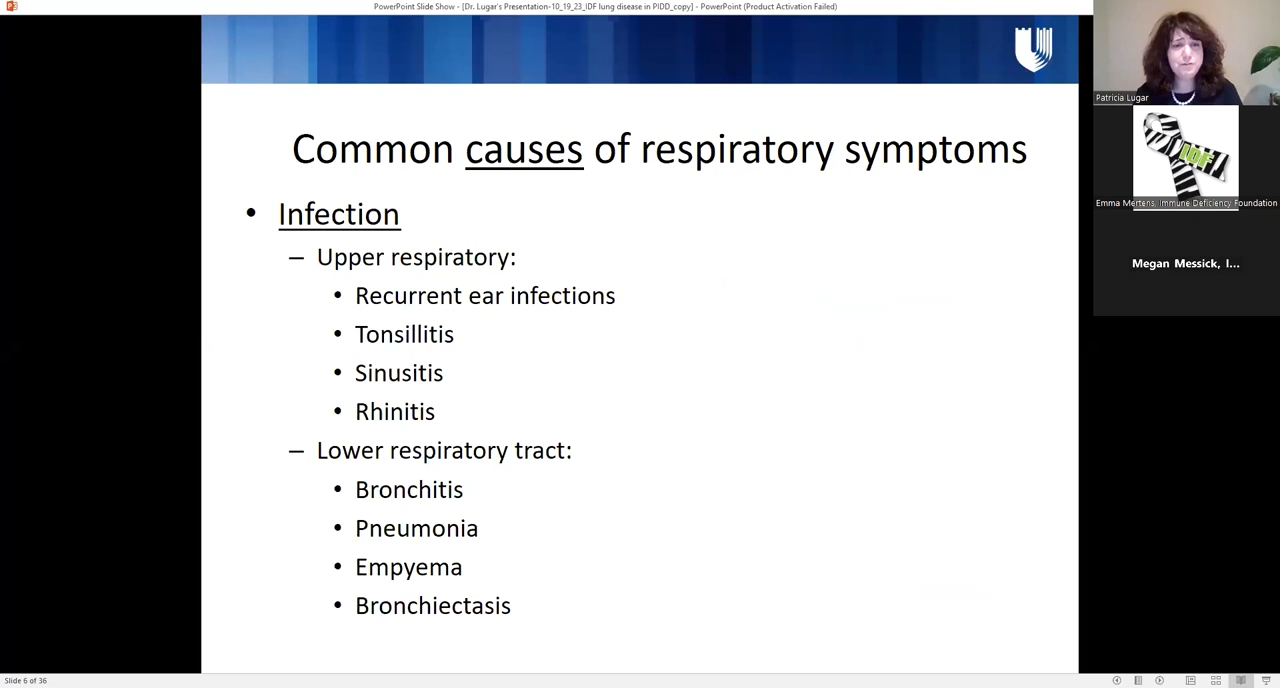 PowerPoint Slide Show - [Dr. Lugar's Presentation-10_19_23_IDF lung disease in PIDD_copy] - PowerPoint (Product Activation Failed)
Common causes of respiratory symptoms
• Infection
– Upper respiratory:
• Recurrent ear infections
• Tonsillitis
• Sinusitis
• Rhinitis
– Lower respiratory tract:
• Bronchitis
• Pneumonia
• Empyema
• Bronchiectasis
Patricia Lugar
IDF
Emma Mertens, Immune Deficiency Foundation
Megan Messick, I...
Slide 6 of 36